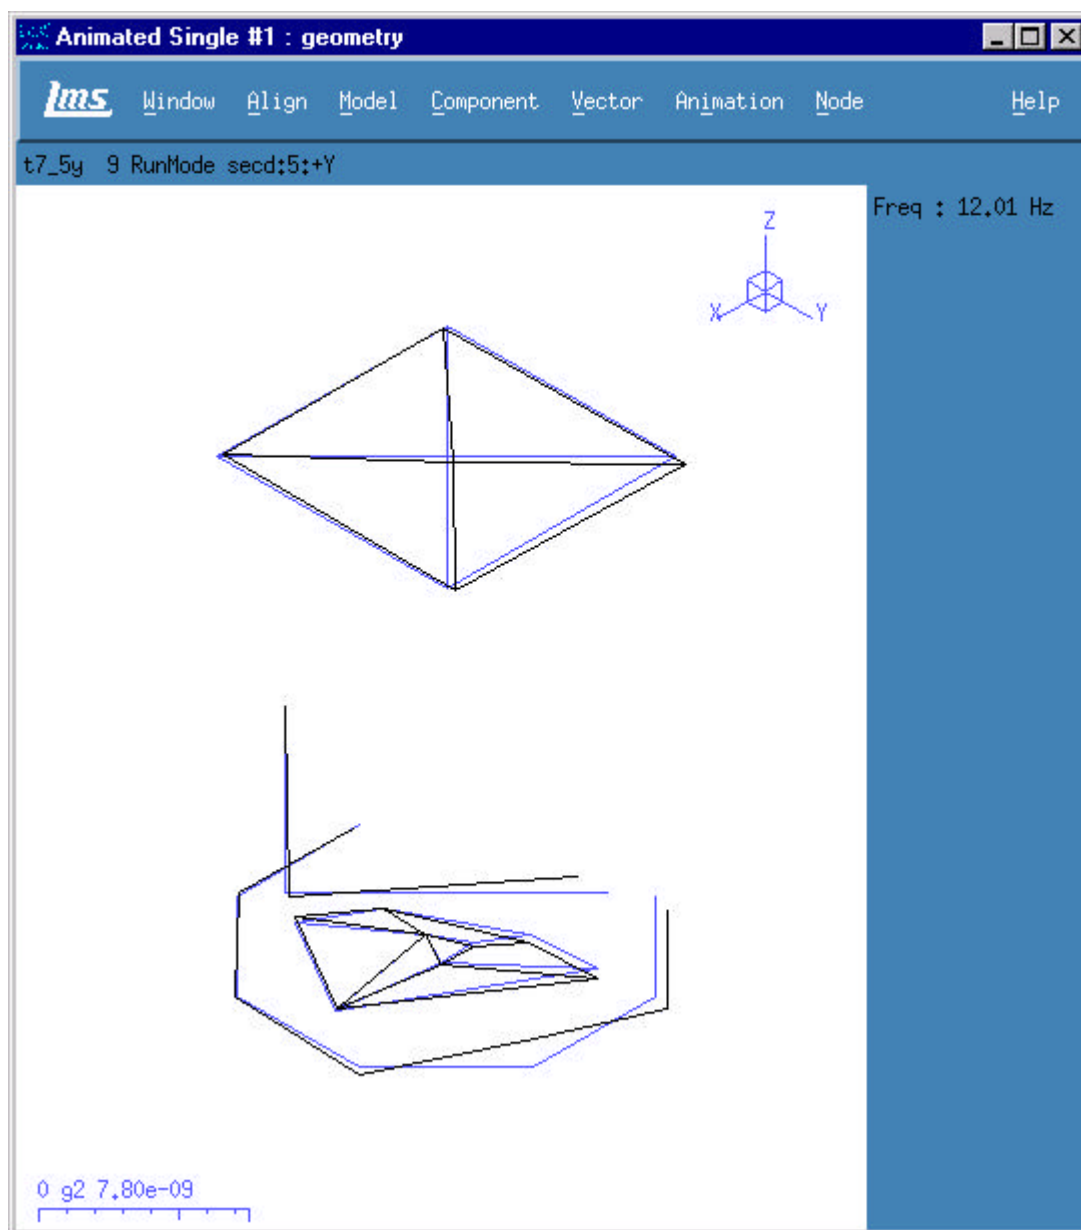 Animated Single #1 : geometry
lms Window Align Model Component Vector Animation Node Help
t7_5y 9 RunMode secd:5:+Y
Freq : 12.01 Hz
Z
X Y
0 g2 7.80e-09